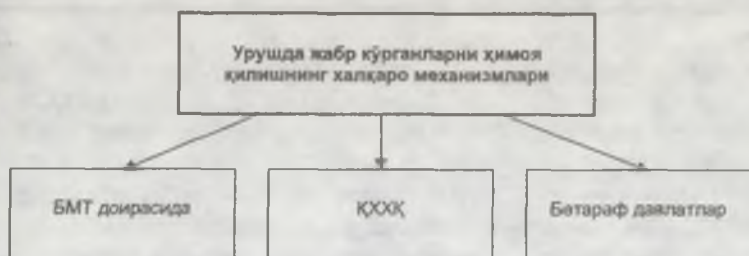 Урушда жабр кўрганларни ҳимоя
қилишнинг халқаро механизмлари
БМТ доирасида
ҚХХҚ
Бетараф давлатлар